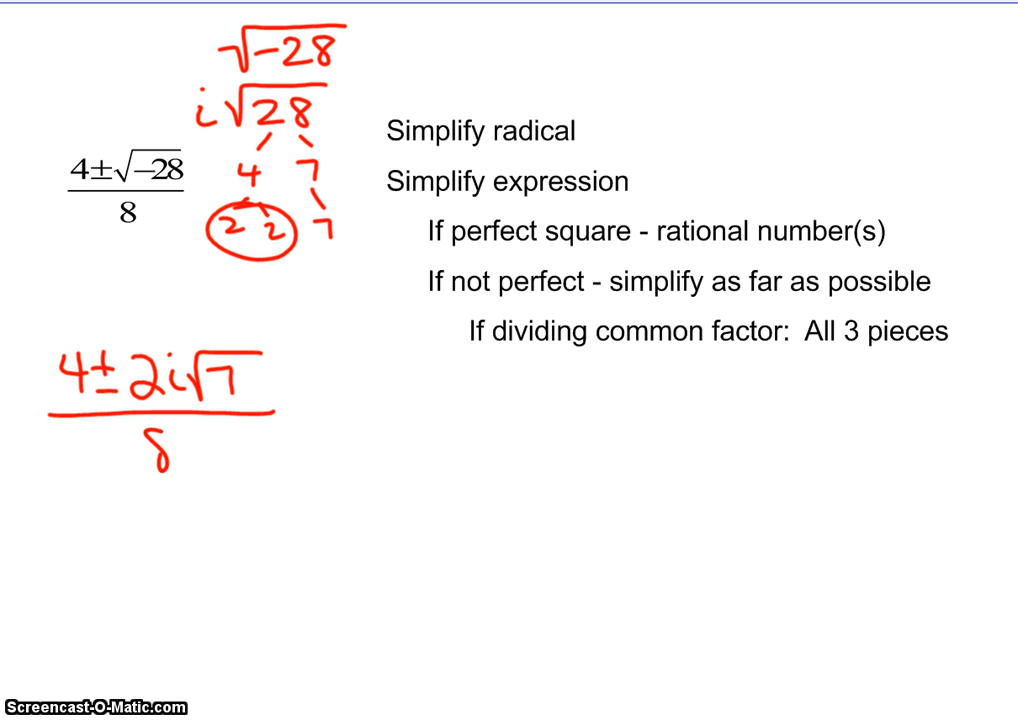 √-28
i√28
4 7
2 2 7
4±√-28
8
Simplify radical
Simplify expression
If perfect square - rational number(s)
If not perfect - simplify as far as possible
If dividing common factor:  All 3 pieces
4±2i√7
8
Screencast-O-Matic.com